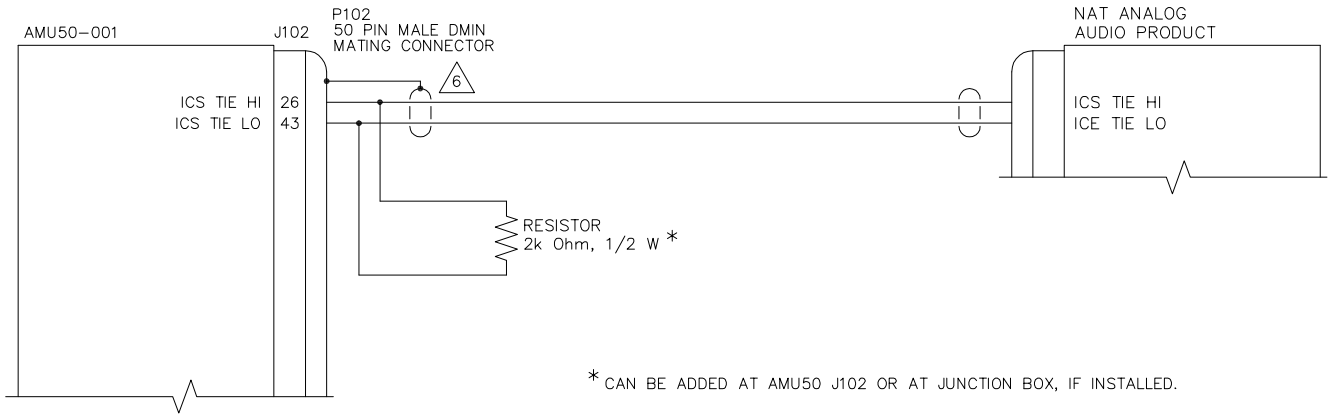 AMU50-001
J102
P102
50 PIN MALE DMIN
MATING CONNECTOR
6
NAT ANALOG
AUDIO PRODUCT
ICS TIE HI 26
ICS TIE LO 43
ICS TIE HI
ICE TIE LO
RESISTOR
2k Ohm, 1/2 W *
* CAN BE ADDED AT AMU50 J102 OR AT JUNCTION BOX, IF INSTALLED.